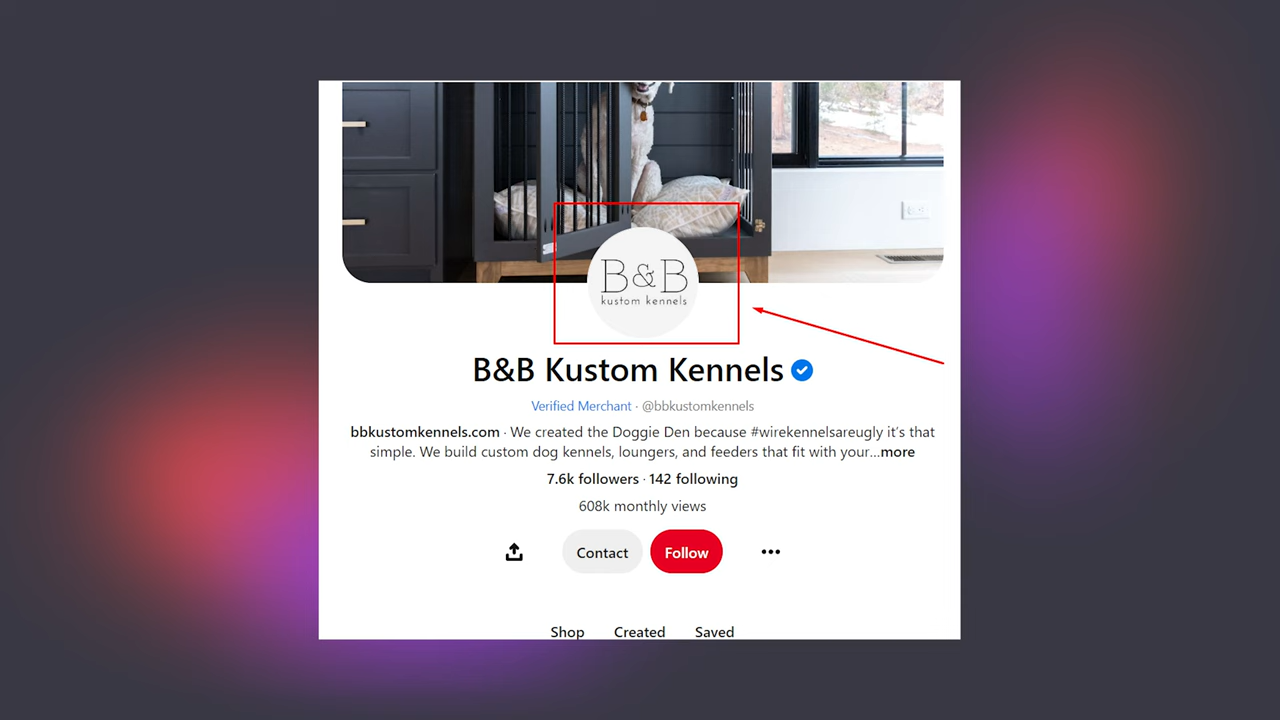 B&B
kustom kennels
B&B Kustom Kennels
Verified Merchant · @bbkustomkennels
bbkustomkennels.com · We created the Doggie Den because #wirekennelsareugly it's that
simple. We build custom dog kennels, loungers, and feeders that fit with your...more
7.6k followers · 142 following
608k monthly views
Contact Follow
Shop Created Saved